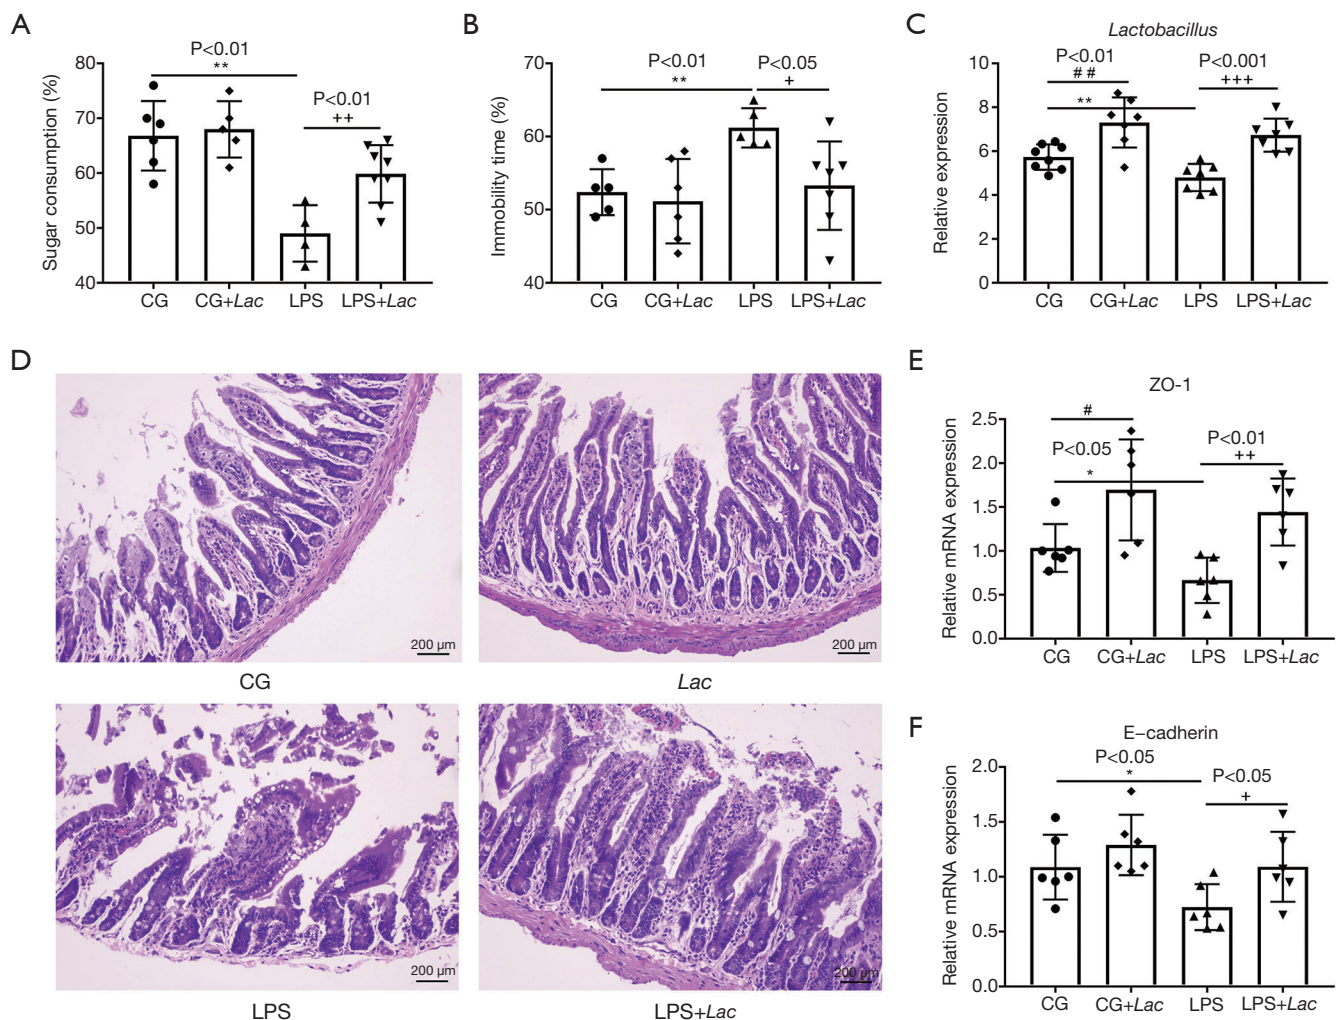 A
Sugar consumption (%)
80
70
60
50
40
P<0.01
**
P<0.01
++
CG
CG+Lac
LPS
LPS+Lac
B
Immobility time (%)
70
60
50
40
P<0.01
**
P<0.05
+
CG
CG+Lac
LPS
LPS+Lac
C
Lactobacillus
Relative expression
10
8
6
4
2
0
P<0.01
##
**
P<0.001
+++
CG
CG+Lac
LPS
LPS+Lac
D
200 µm
CG
200 µm
Lac
200 µm
LPS
200 µm
LPS+Lac
E
ZO-1
Relative mRNA expression
2.5
2.0
1.5
1.0
0.5
0.0
#
P<0.05
*
P<0.01
++
CG
CG+Lac
LPS
LPS+Lac
F
E–cadherin
Relative mRNA expression
2.0
1.5
1.0
0.5
0.0
P<0.05
*
P<0.05
+
CG
CG+Lac
LPS
LPS+Lac